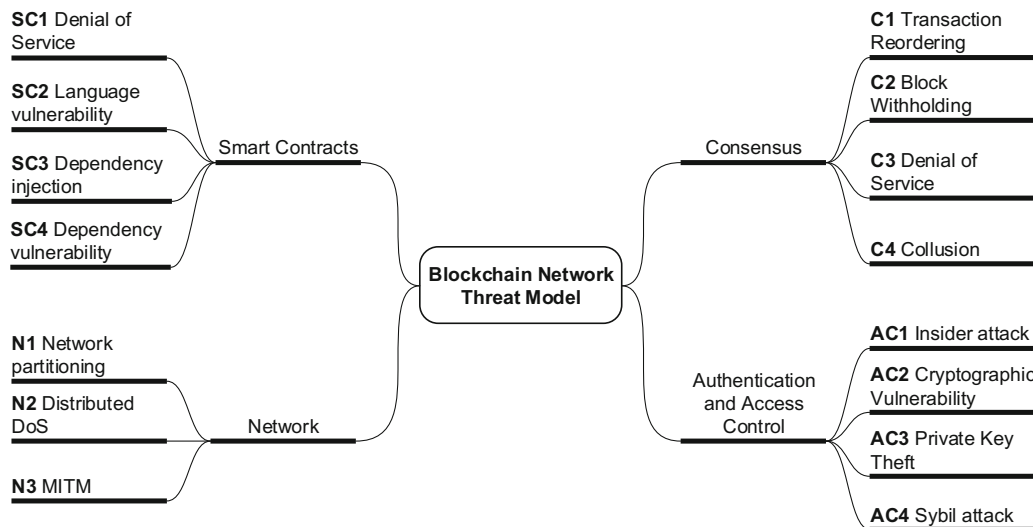 SC1 Denial of
Service
SC2 Language
vulnerability
SC3 Dependency
injection
SC4 Dependency
vulnerability
Smart Contracts
N1 Network
partitioning
N2 Distributed
DoS
N3 MITM
Network
Blockchain Network
Threat Model
Consensus
C1 Transaction
Reordering
C2 Block
Withholding
C3 Denial of
Service
C4 Collusion
Authentication
and Access
Control
AC1 Insider attack
AC2 Cryptographic
Vulnerability
AC3 Private Key
Theft
AC4 Sybil attack